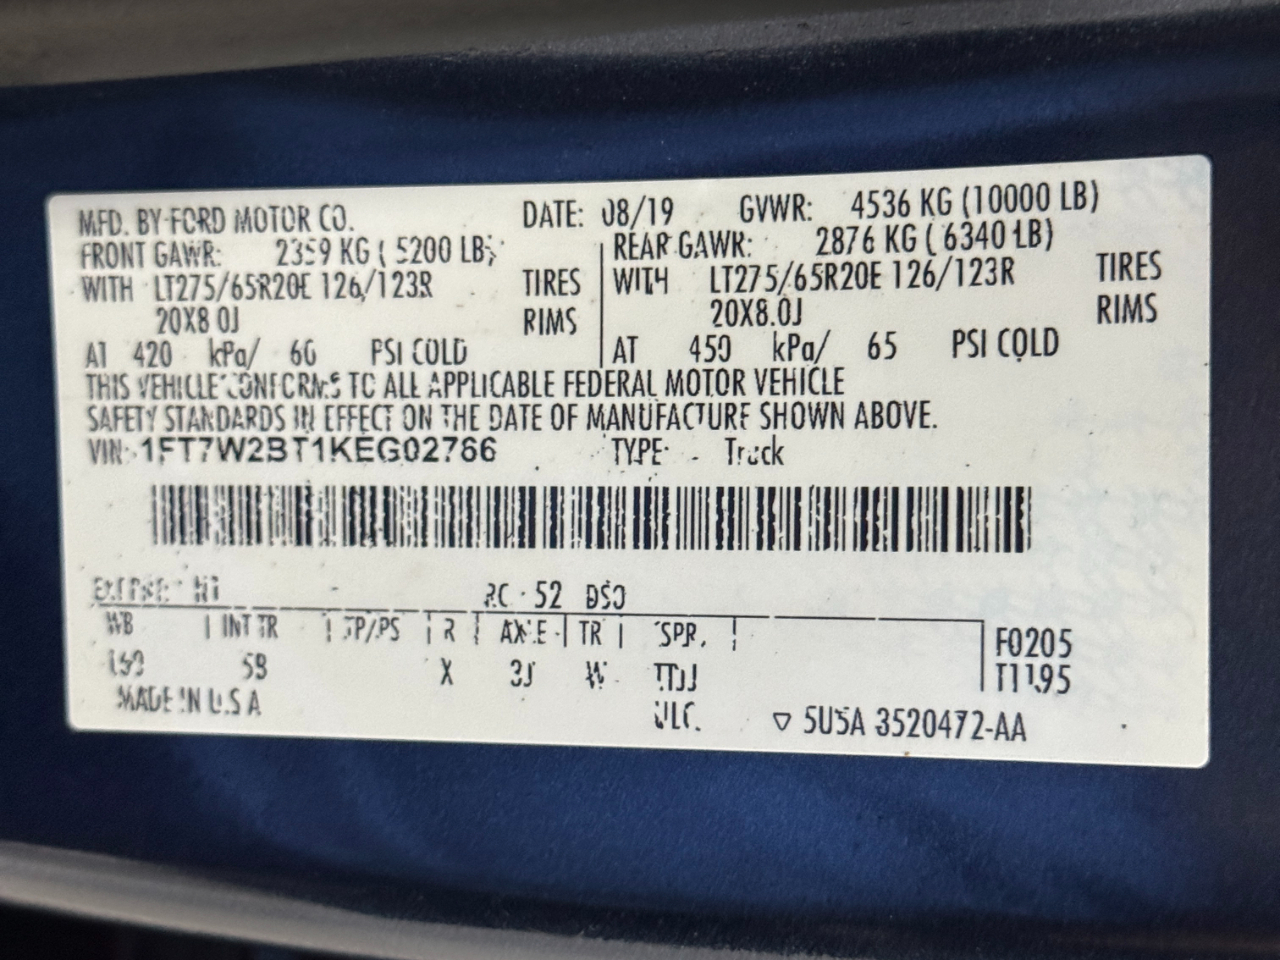 MFD. BY FORD MOTOR CO. DATE: 08/19 GVWR: 4536 KG (10000 LB)
FRONT GAWR: 2359 KG ( 5200 LB) REAR GAWR: 2876 KG ( 6340 LB)
WITH LT275/65R20E 126/123R TIRES WITH LT275/65R20E 126/123R TIRES
20X8.0J RIMS 20X8.0J RIMS
AT 420 kPa/ 60 PSI COLD AT 450 kPa/ 65 PSI COLD
THIS VEHICLE CONFORMS TO ALL APPLICABLE FEDERAL MOTOR VEHICLE
SAFETY STANDARDS IN EFFECT ON THE DATE OF MANUFACTURE SHOWN ABOVE.
VIN: 1FT7W2BT1KEG02766 TYPE: Truck
RC: 52 DSO
WB | INT TR | TP/PS | R | AXLE | TR | SPR. | F0205
X W T1195
MADE IN U.S.A.
▽ 5U5A 3520472-AA